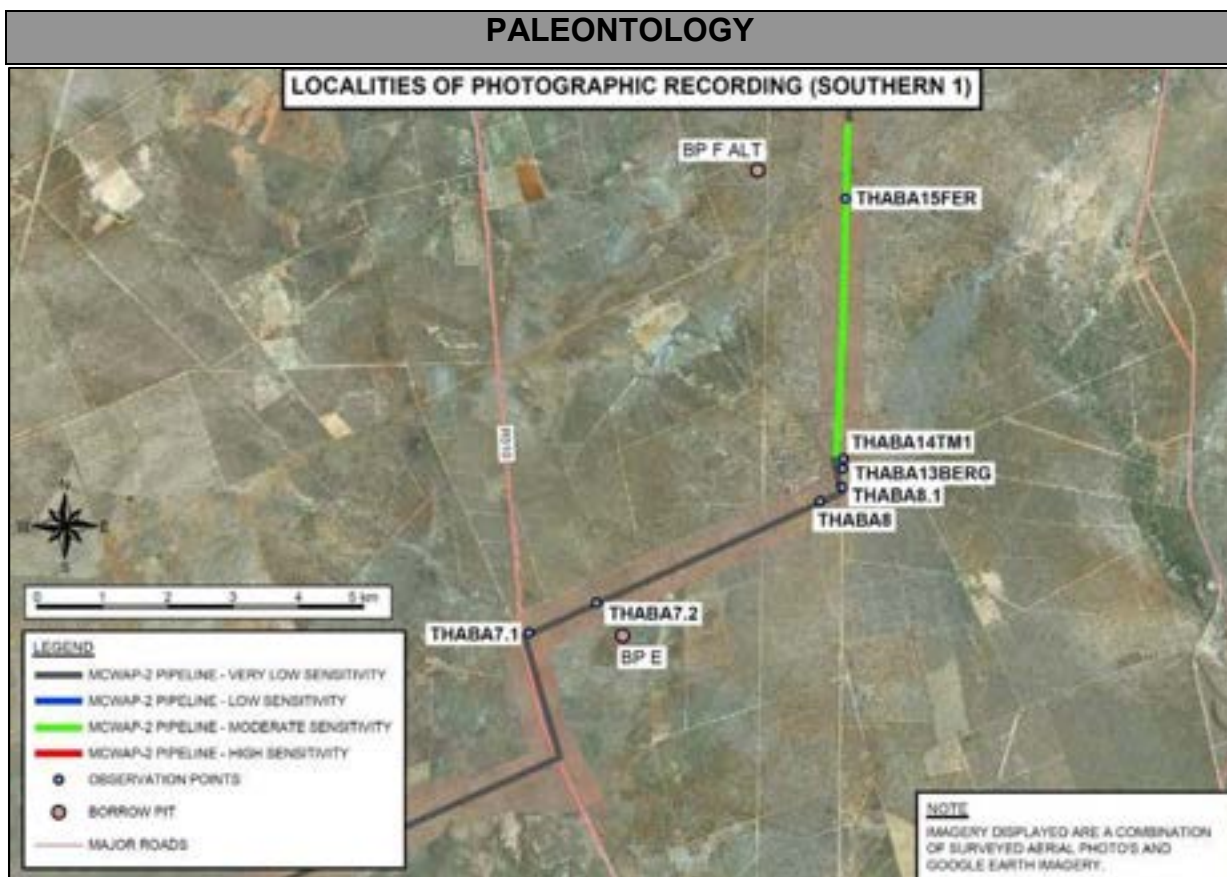 PALEONTOLOGY
LOCALITIES OF PHOTOGRAPHIC RECORDING (SOUTHERN 1)
BP F ALT
THABA15FER
THABA14TM1
THABA13BERG
THABA8.1
THABA8
THABA7.2
THABA7.1
BP E
N
W E
S
0 1 2 3 4 5 km
LEGEND
MCWAP-2 PIPELINE - VERY LOW SENSITIVITY
MCWAP-2 PIPELINE - LOW SENSITIVITY
MCWAP-2 PIPELINE - MODERATE SENSITIVITY
MCWAP-2 PIPELINE - HIGH SENSITIVITY
OBSERVATION POINTS
BORROW PIT
MAJOR ROADS
NOTE
IMAGERY DISPLAYED ARE A COMBINATION
OF SURVEYED AERIAL PHOTO'S AND
GOOGLE EARTH IMAGERY.